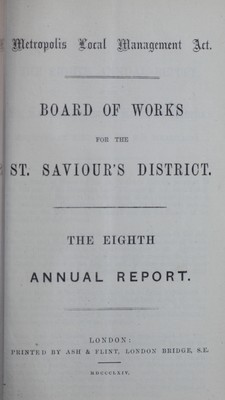 Metropolis Local Management Act.
BOARD OF WORKS
FOR THE
ST. SAVIOUR'S DISTRICT.
THE EIGHTH
ANNUAL REPORT.
LONDON:
PRINTED BY ASH & FLINT, LONDON BRIDGE, S.E.
MDCCCLXIV.